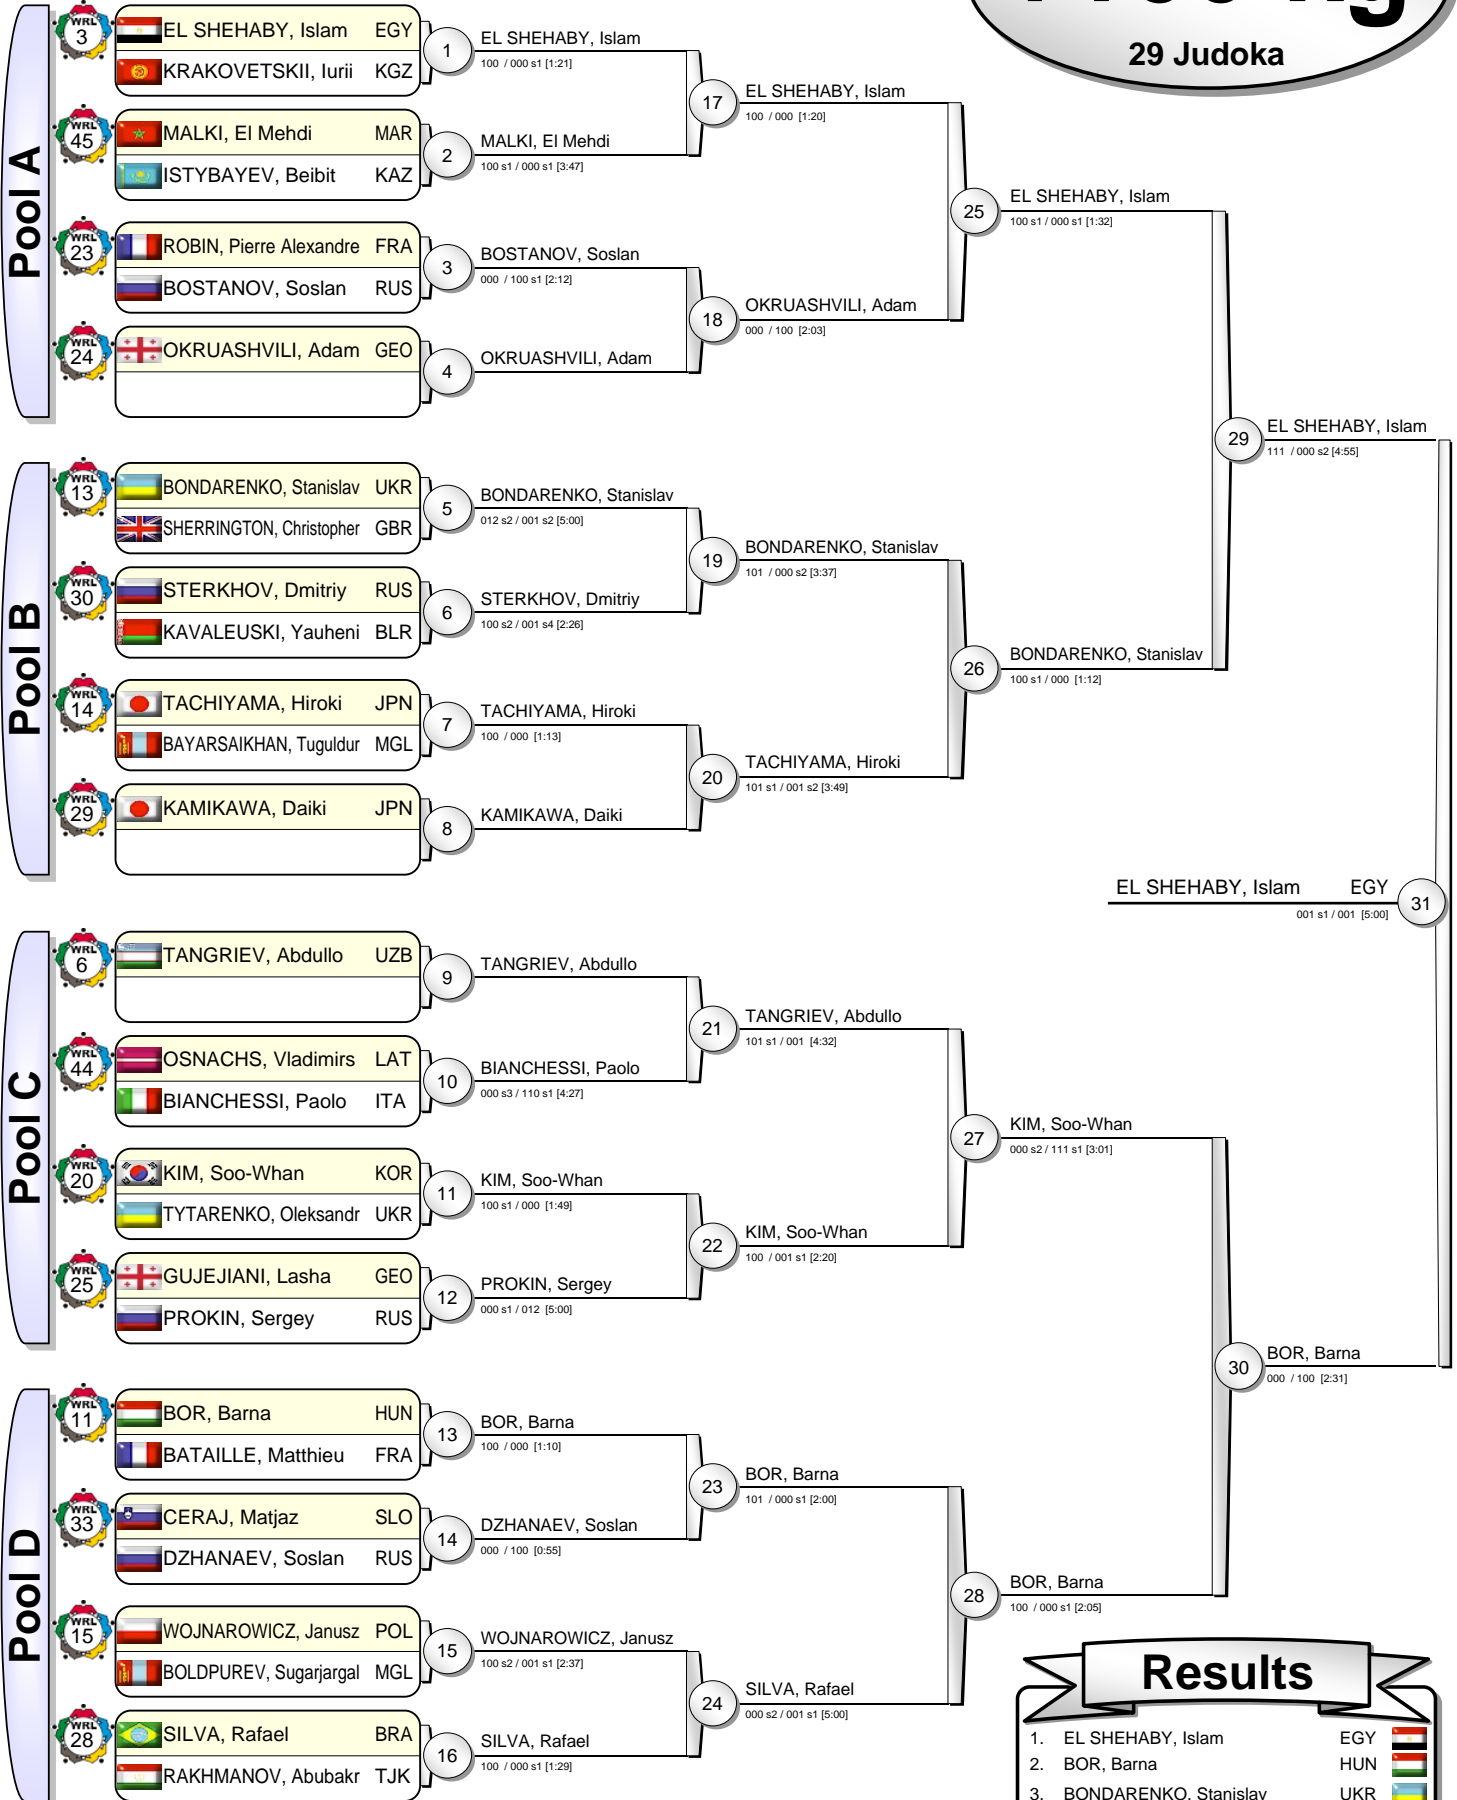 29 Judoka
Pool A
WRL 3
EL SHEHABY, Islam EGY
KRAKOVETSKII, Iurii KGZ
1
EL SHEHABY, Islam
100 / 000 s1 [1:21]
WRL 45
MALKI, El Mehdi MAR
ISTYBAYEV, Beibit KAZ
2
MALKI, El Mehdi
100 s1 / 000 s1 [3:47]
17
EL SHEHABY, Islam
100 / 000 [1:20]
WRL 23
ROBIN, Pierre Alexandre FRA
BOSTANOV, Soslan RUS
3
BOSTANOV, Soslan
000 / 100 s1 [2:12]
WRL 24
OKRUASHVILI, Adam GEO
4
OKRUASHVILI, Adam
18
OKRUASHVILI, Adam
000 / 100 [2:03]
25
EL SHEHABY, Islam
100 s1 / 000 s1 [1:32]
Pool B
WRL 13
BONDARENKO, Stanislav UKR
SHERRINGTON, Christopher GBR
5
BONDARENKO, Stanislav
012 s2 / 001 s2 [5:00]
WRL 30
STERKHOV, Dmitriy RUS
KAVALEUSKI, Yauheni BLR
6
STERKHOV, Dmitriy
100 s2 / 001 s4 [2:26]
19
BONDARENKO, Stanislav
101 / 000 s2 [3:37]
WRL 14
TACHIYAMA, Hiroki JPN
BAYARSAIKHAN, Tuguldur MGL
7
TACHIYAMA, Hiroki
100 / 000 [1:13]
WRL 29
KAMIKAWA, Daiki JPN
8
KAMIKAWA, Daiki
20
TACHIYAMA, Hiroki
101 s1 / 001 s2 [3:49]
26
BONDARENKO, Stanislav
100 s1 / 000 [1:12]
29
EL SHEHABY, Islam
111 / 000 s2 [4:55]
EL SHEHABY, Islam EGY
31
001 s1 / 001 [5:00]
Pool C
WRL 6
TANGRIEV, Abdullo UZB
9
TANGRIEV, Abdullo
WRL 44
OSNACHS, Vladimirs LAT
BIANCHESSI, Paolo ITA
10
BIANCHESSI, Paolo
000 s3 / 110 s1 [4:27]
21
TANGRIEV, Abdullo
101 s1 / 001 [4:32]
WRL 20
KIM, Soo-Whan KOR
TYTARENKO, Oleksandr UKR
11
KIM, Soo-Whan
100 s1 / 000 [1:49]
WRL 25
GUJEJIANI, Lasha GEO
PROKIN, Sergey RUS
12
PROKIN, Sergey
000 s1 / 012 [5:00]
22
KIM, Soo-Whan
100 / 001 s1 [2:20]
27
KIM, Soo-Whan
000 s2 / 111 s1 [3:01]
Pool D
WRL 11
BOR, Barna HUN
BATAILLE, Matthieu FRA
13
BOR, Barna
100 / 000 [1:10]
WRL 33
CERAJ, Matjaz SLO
DZHANAEV, Soslan RUS
14
DZHANAEV, Soslan
000 / 100 [0:55]
23
BOR, Barna
101 / 000 s1 [2:00]
WRL 15
WOJNAROWICZ, Janusz POL
BOLDPUREV, Sugarjargal MGL
15
WOJNAROWICZ, Janusz
100 s2 / 001 s1 [2:37]
WRL 28
SILVA, Rafael BRA
RAKHMANOV, Abubakr TJK
16
SILVA, Rafael
100 / 000 s1 [1:29]
24
SILVA, Rafael
000 s2 / 001 s1 [5:00]
28
BOR, Barna
100 / 000 s1 [2:05]
30
BOR, Barna
000 / 100 [2:31]
Results
1. EL SHEHABY, Islam EGY
2. BOR, Barna HUN
3. BONDARENKO, Stanislav UKR